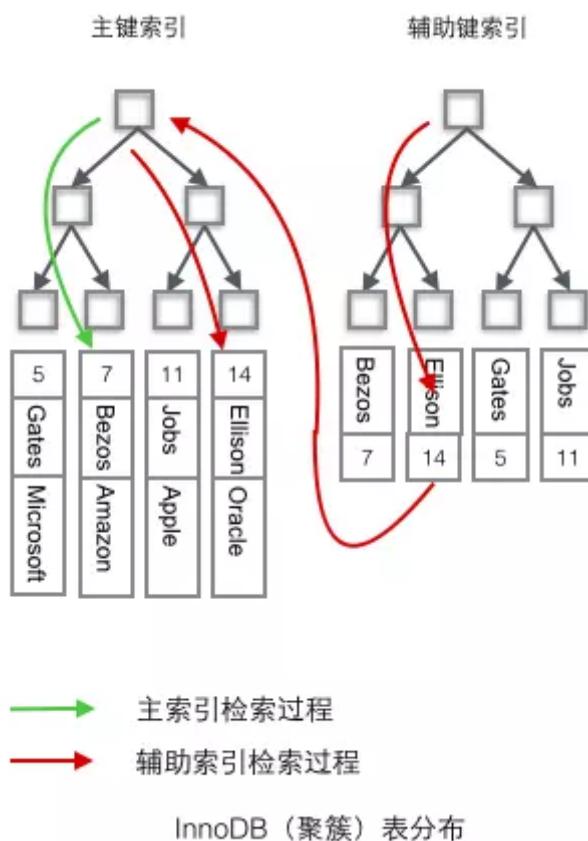 主键索引
辅助键索引
5 7 11 14
Gates Bezos Jobs Ellison
Microsoft Amazon Apple Oracle
Bezos Ellison Gates Jobs
7 14 5 11
主索引检索过程
辅助索引检索过程
InnoDB（聚簇）表分布